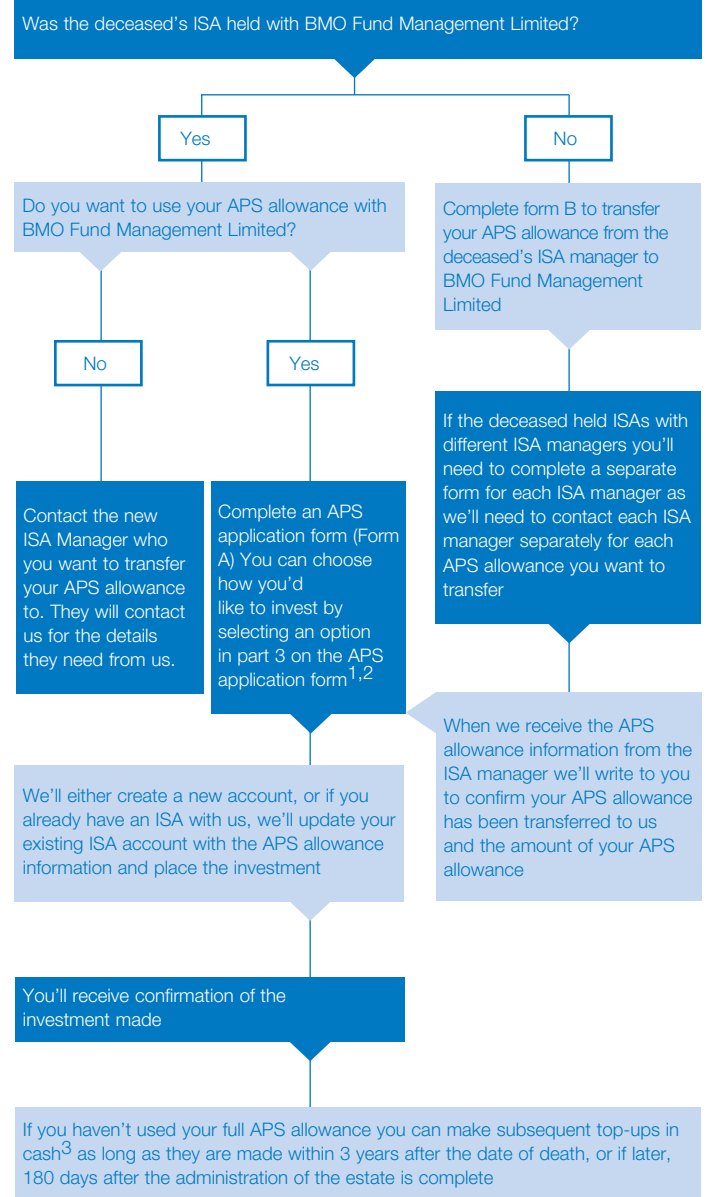 Was the deceased's ISA held with BMO Fund Management Limited?
Yes
No
Do you want to use your APS allowance with
BMO Fund Management Limited?
Complete form B to transfer
your APS allowance from the
deceased's ISA manager to
BMO Fund Management
Limited
No
Yes
If the deceased held ISAs with
different ISA managers you'll
need to complete a separate
form for each ISA manager as
we'll need to contact each ISA
manager separately for each
APS allowance you want to
transfer
Contact the new
ISA Manager who
you want to transfer
your APS allowance
to. They will contact
us for the details
they need from us.
Complete an APS
application form (Form
A) You can choose
how you'd
like to invest by
selecting an option
in part 3 on the APS
application form1,2
When we receive the APS
allowance information from the
ISA manager we'll write to you
to confirm your APS allowance
has been transferred to us
and the amount of your APS
allowance
We'll either create a new account, or if you
already have an ISA with us, we'll update your
existing ISA account with the APS allowance
information and place the investment
You'll receive confirmation of the
investment made
If you haven't used your full APS allowance you can make subsequent top-ups in
cash3 as long as they are made within 3 years after the date of death, or if later,
180 days after the administration of the estate is complete